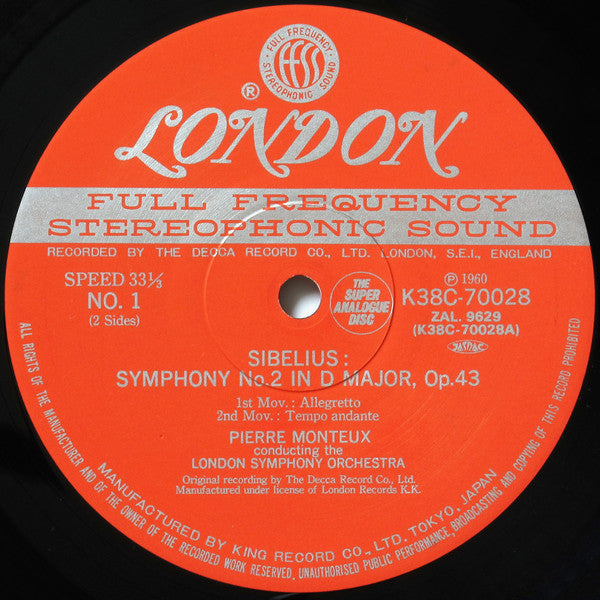 FULL FREQUENCY
ffss
STEREOPHONIC SOUND
® LONDON
FULL FREQUENCY
STEREOPHONIC SOUND
RECORDED BY THE DECCA RECORD CO., LTD. LONDON, S.E.I., ENGLAND
SPEED 33⅓
NO. 1
(2 Sides)
THE
SUPER
ANALOGUE
DISC
℗ 1960
K38C-70028
ZAL. 9629
(K38C-70028A)
JASRAC
SIBELIUS :
SYMPHONY No.2 IN D MAJOR, Op.43
1st Mov. : Allegretto
2nd Mov. : Tempo andante
PIERRE MONTEUX
conducting the
LONDON SYMPHONY ORCHESTRA
Original recording by The Decca Record Co., Ltd.
Manufactured under license of London Records K.K.
MANUFACTURED BY KING RECORD CO., LTD. TOKYO, JAPAN
ALL RIGHTS OF THE MANUFACTURER AND OF THE OWNER OF THE RECORDED WORK RESERVED, UNAUTHORISED PUBLIC PERFORMANCE, BROADCASTING AND COPYING OF THIS RECORD PROHIBITED